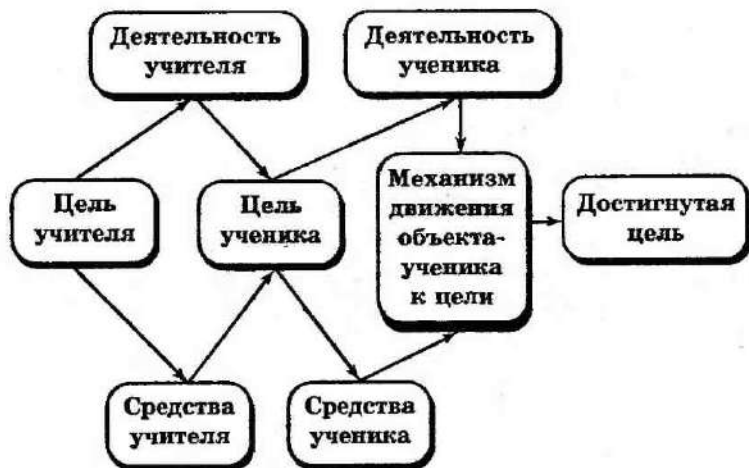 Деятельность
учителя
Деятельность
ученика
Цель
учителя
Цель
ученика
Механизм
движения
объекта-
ученика
к цели
Достигнутая
цель
Средства
учителя
Средства
ученика